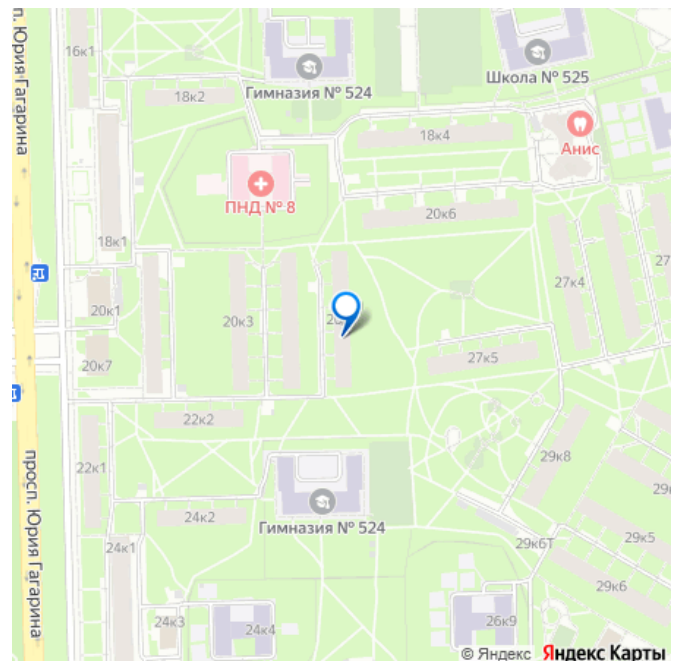 п. Юрия Гагарина
16к1
Гимназия № 524
Школа № 525
18к2
18к4
Анис
ПНД № 8
20к6
18к1
27
27к4
20к1
20к3
20к7
27к5
22к2
22к1
29к8
Гимназия № 524
24к2
29к5
24к1
29к6Т
просп. Юрия Гагарина
29к6
24к3
24к4
26к9
© Яндекс Яндекс Карты